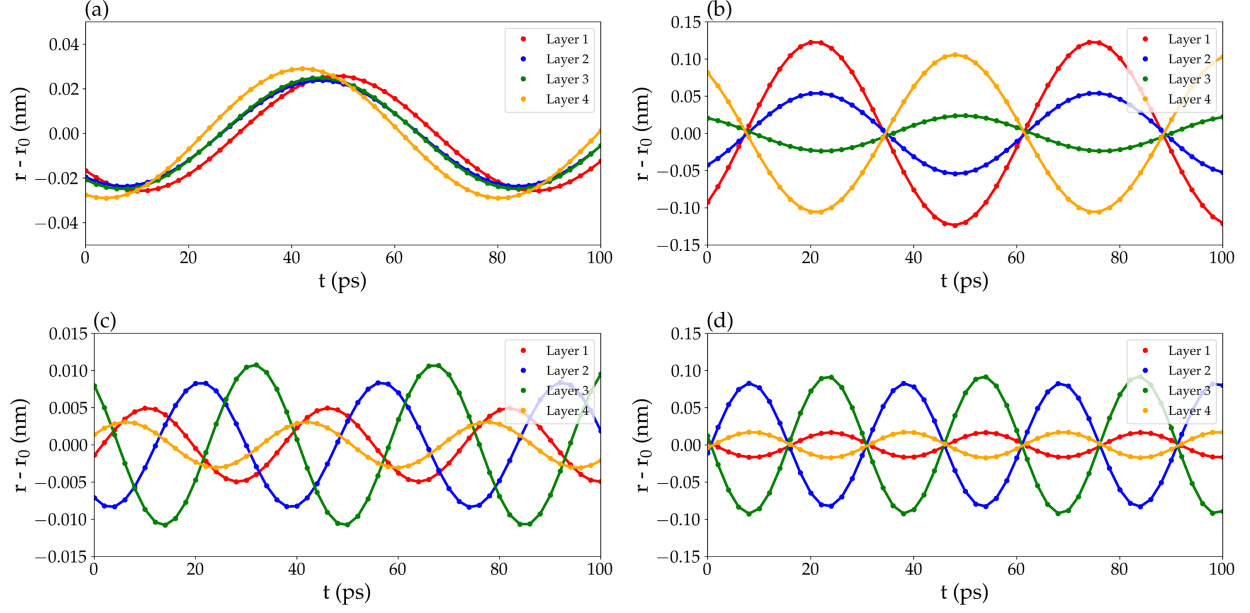 (a)
0.04
0.02
0.00
−0.02
−0.04
r - r₀ (nm)
0 20 40 60 80 100
t (ps)
Layer 1
Layer 2
Layer 3
Layer 4
(b)
0.15
0.10
0.05
0.00
−0.05
−0.10
−0.15
r - r₀ (nm)
0 20 40 60 80 100
t (ps)
Layer 1
Layer 2
Layer 3
Layer 4
(c)
0.015
0.010
0.005
0.000
−0.005
−0.010
−0.015
r - r₀ (nm)
0 20 40 60 80 100
t (ps)
Layer 1
Layer 2
Layer 3
Layer 4
(d)
0.15
0.10
0.05
0.00
−0.05
−0.10
−0.15
r - r₀ (nm)
0 20 40 60 80 100
t (ps)
Layer 1
Layer 2
Layer 3
Layer 4